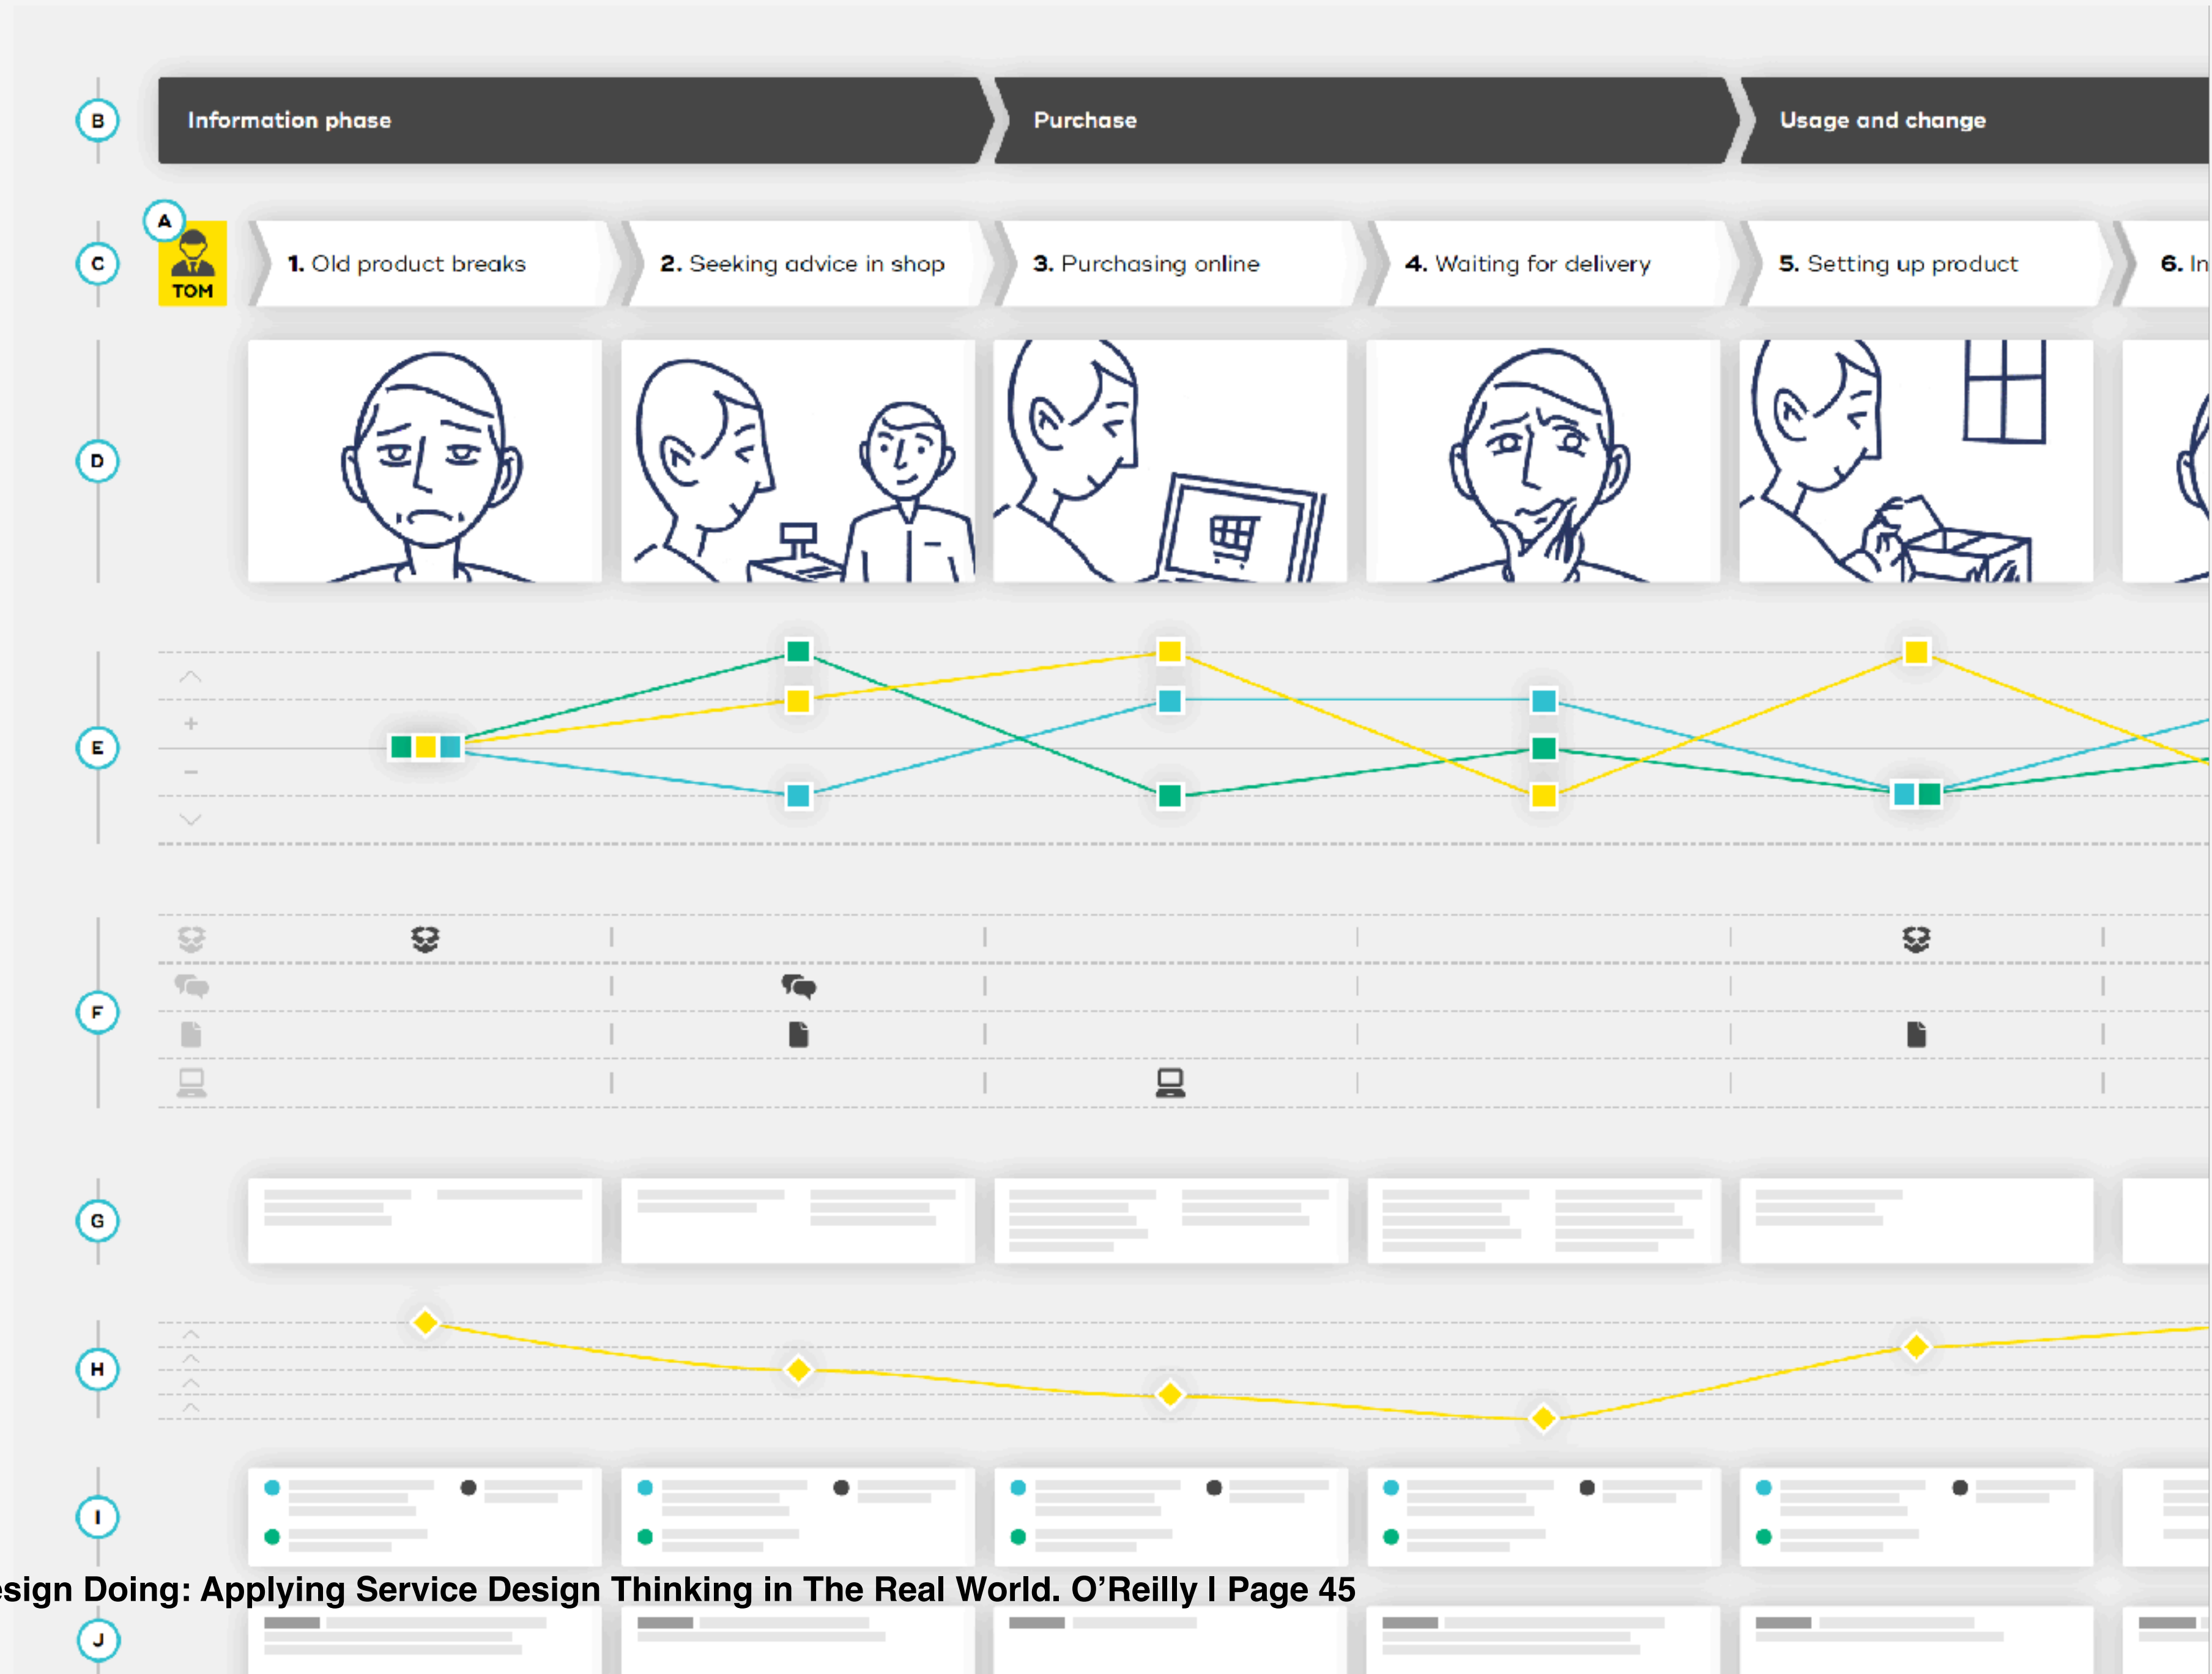 B
Information phase
Purchase
Usage and change
A
C
TOM
1. Old product breaks
2. Seeking advice in shop
3. Purchasing online
4. Waiting for delivery
5. Setting up product
6. In
D
E
+
−
F
G
H
I
esign Doing: Applying Service Design Thinking in The Real World. O’Reilly I Page 45
J